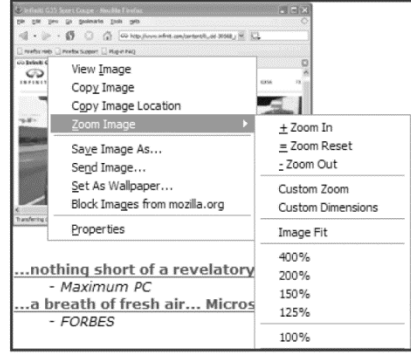 Infiniti G35 Sport Coupe - Mozilla Firefox
File Edit View Go Bookmarks Tools Help
Firefox Help Firefox Support Plug-in FAQ
View Image
Copy Image
Copy Image Location
Zoom Image
Save Image As...
Send Image...
Set As Wallpaper...
Block Images from mozilla.org
Properties
+ Zoom In
= Zoom Reset
- Zoom Out
Custom Zoom
Custom Dimensions
Image Fit
400%
200%
150%
125%
100%
...nothing short of a revelatory
- Maximum PC
...a breath of fresh air... Micros
- FORBES